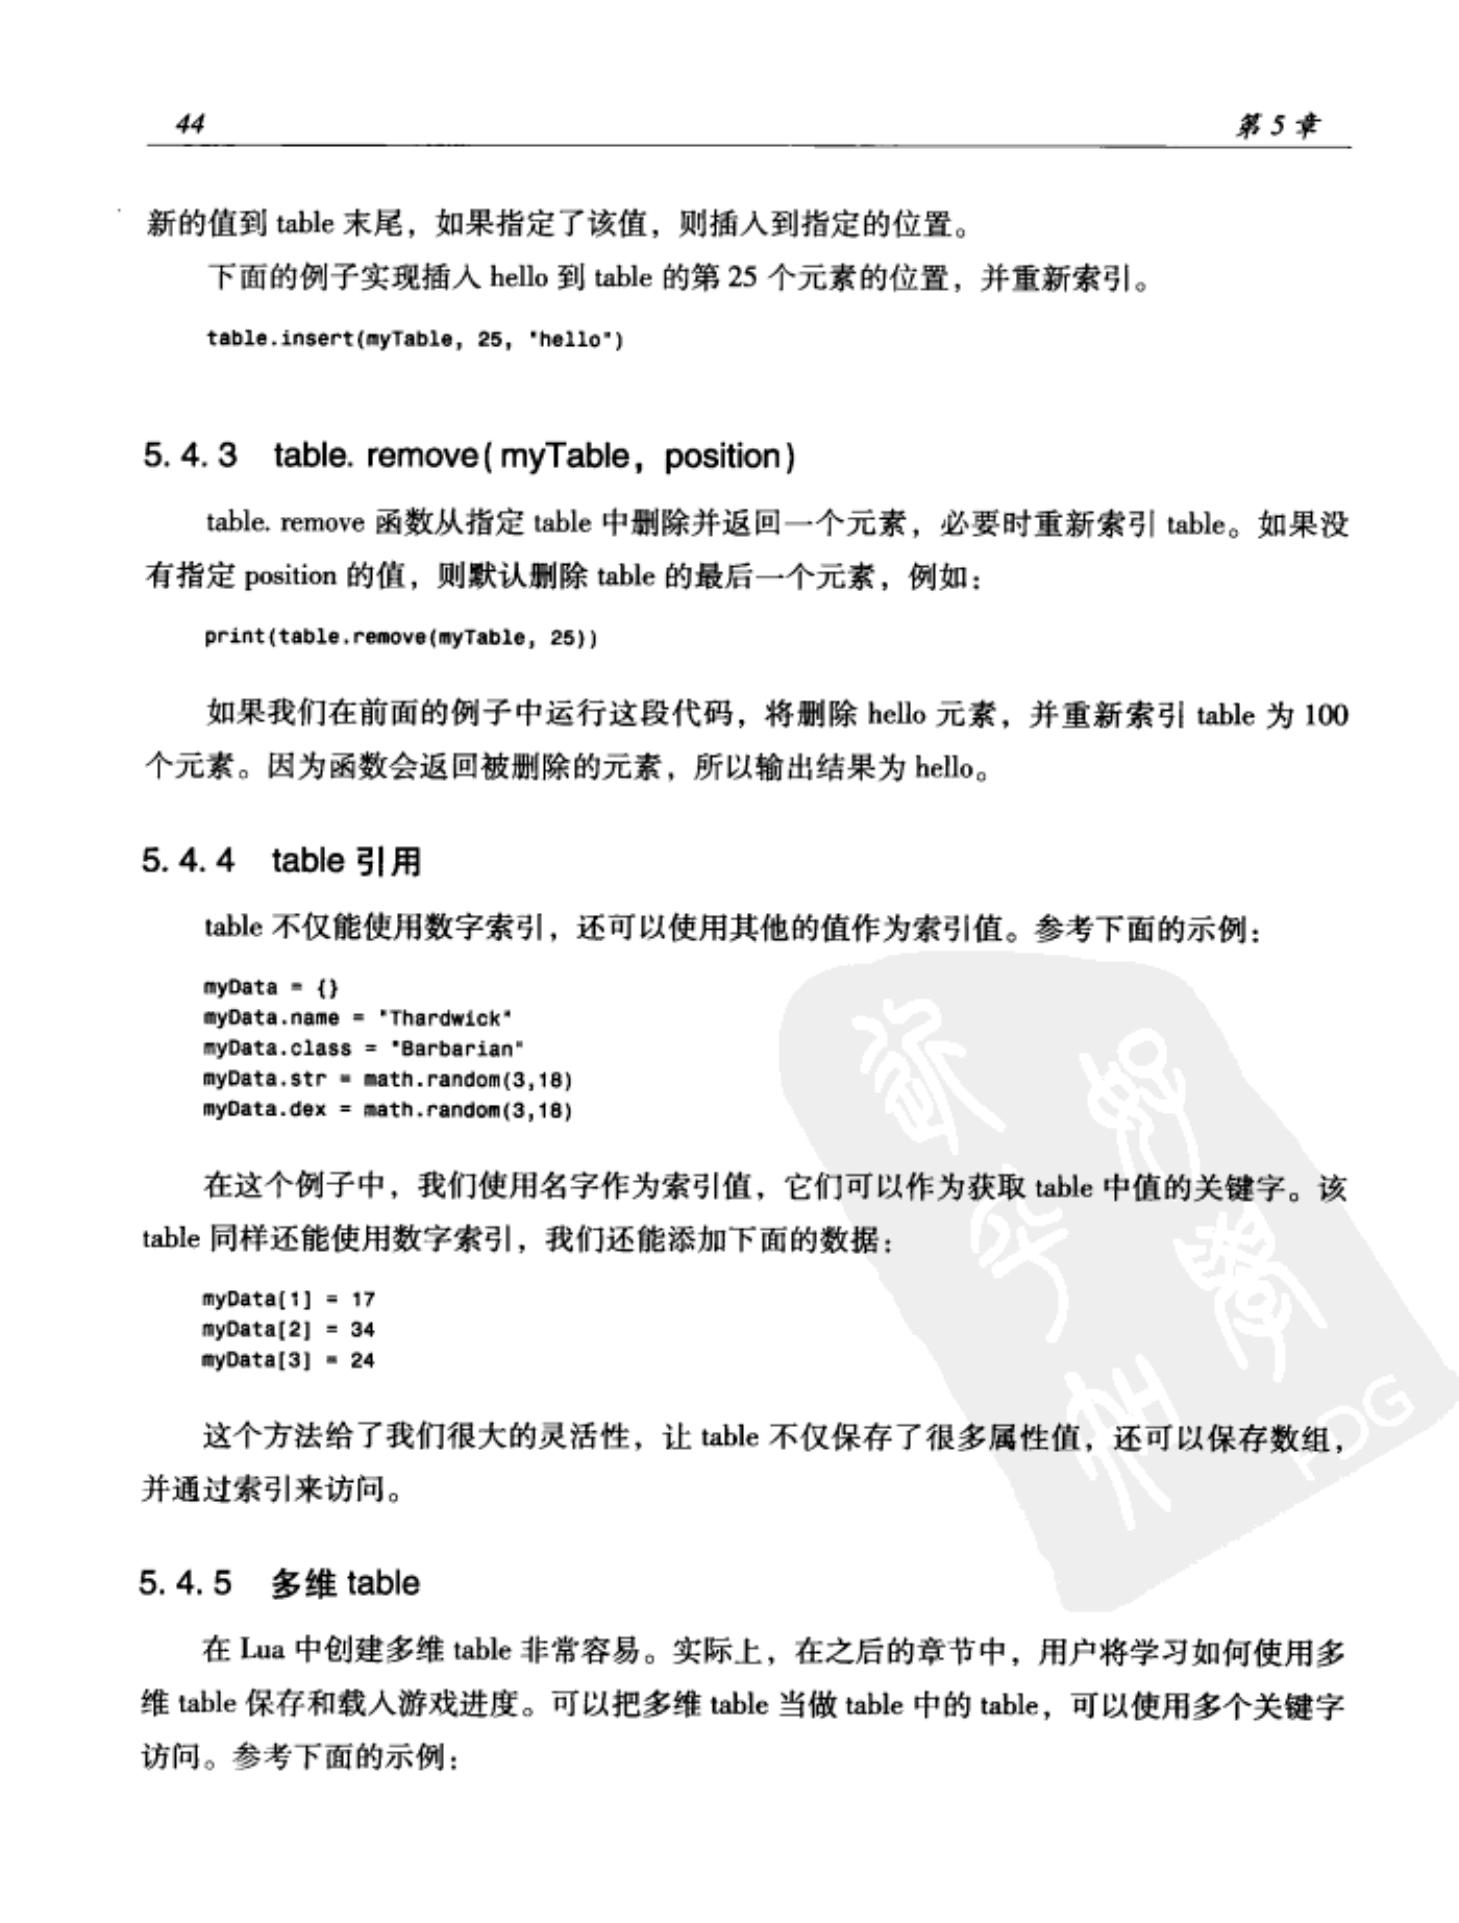 44
第 5 章
新的值到 table 末尾，如果指定了该值，则插入到指定的位置。
下面的例子实现插入 hello 到 table 的第 25 个元素的位置，并重新索引。
table.insert(myTable, 25, "hello")
5.4.3 table. remove( myTable, position)
table. remove 函数从指定 table 中删除并返回一个元素，必要时重新索引 table。如果没
有指定 position 的值，则默认删除 table 的最后一个元素，例如：
print(table.remove(myTable, 25))
如果我们在前面的例子中运行这段代码，将删除 hello 元素，并重新索引 table 为 100
个元素。因为函数会返回被删除的元素，所以输出结果为 hello。
5.4.4 table 引用
table 不仅能使用数字索引，还可以使用其他的值作为索引值。参考下面的示例：
myData = {}
myData.name = "Thardwick"
myData.class = "Barbarian"
myData.str = math.random(3,18)
myData.dex = math.random(3,18)
在这个例子中，我们使用名字作为索引值，它们可以作为获取 table 中值的关键字。该
table 同样还能使用数字索引，我们还能添加下面的数据：
myData[1] = 17
myData[2] = 34
myData[3] = 24
这个方法给了我们很大的灵活性，让 table 不仅保存了很多属性值，还可以保存数组，
并通过索引来访问。
PDG
5.4.5 多维 table
在 Lua 中创建多维 table 非常容易。实际上，在之后的章节中，用户将学习如何使用多
维 table 保存和载入游戏进度。可以把多维 table 当做 table 中的 table，可以使用多个关键字
访问。参考下面的示例：